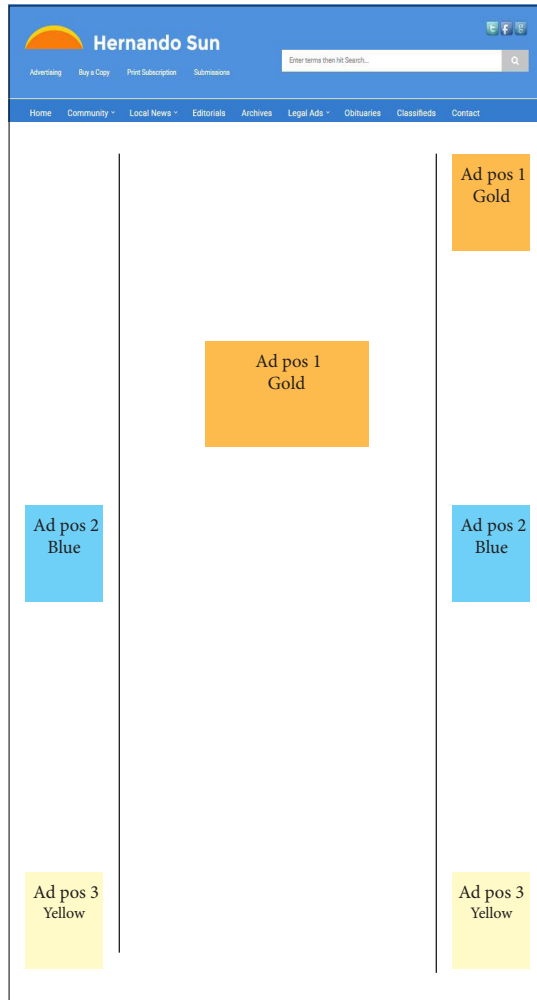 Hernando Sun
Enter terms then hit Search...
Advertising Buy a Copy Print Subscription Submissions
Home Community Local News Editorials Archives Legal Ads Obituaries Classifieds Contact
Ad pos 1
Gold
Ad pos 1
Gold
Ad pos 2
Blue
Ad pos 2
Blue
Ad pos 3
Yellow
Ad pos 3
Yellow